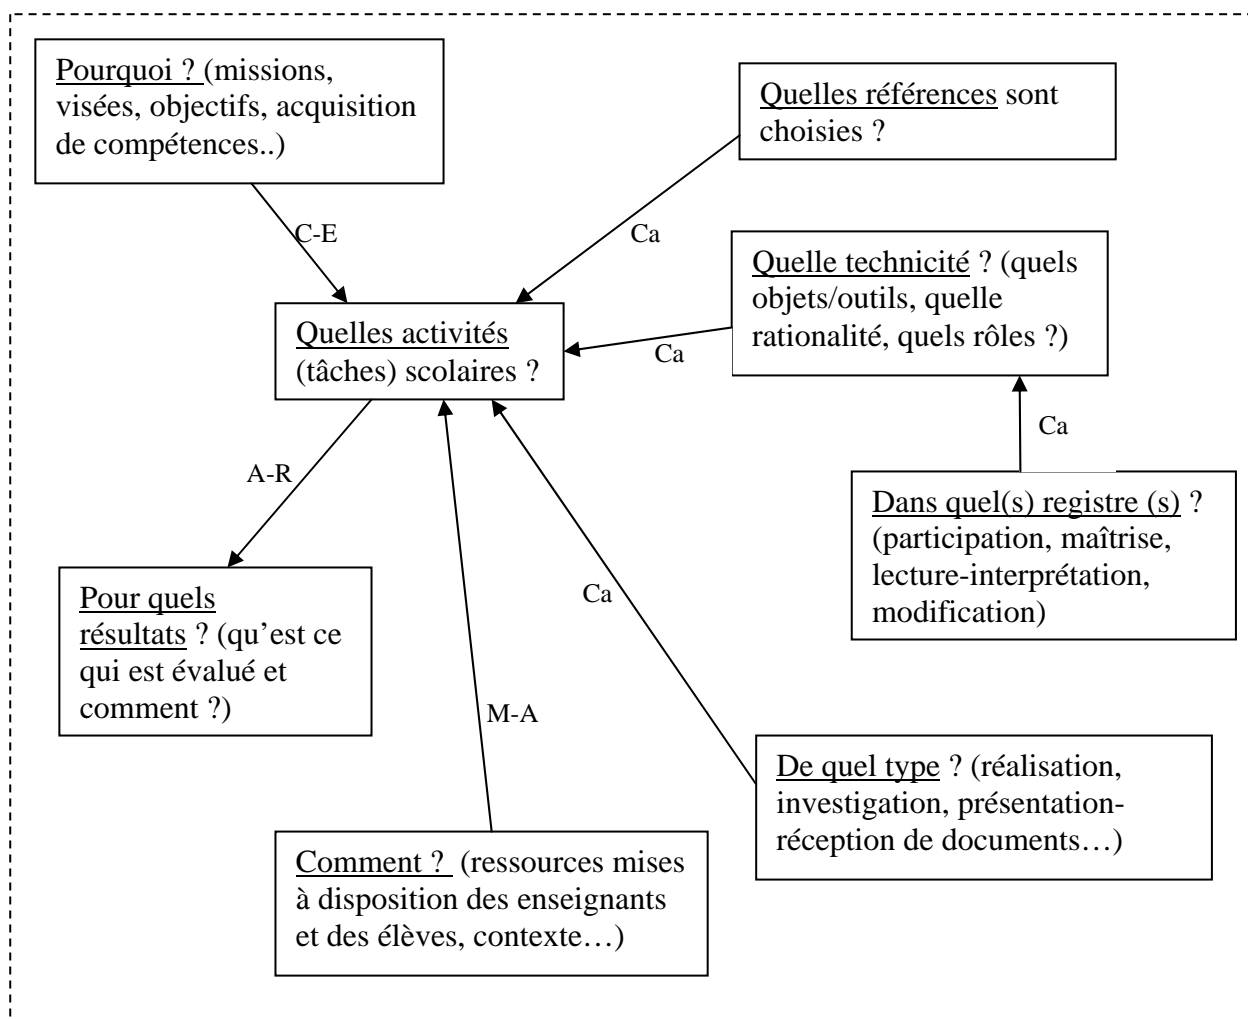 Pourquoi ? (missions,
visées, objectifs, acquisition
de compétences..)
Quelles références sont
choisies ?
C-E
Ca
Quelle technicité ? (quels
objets/outils, quelle
rationalité, quels rôles ?)
Quelles activités
(tâches) scolaires ?
Ca
Ca
A-R
Dans quel(s) registre (s) ?
(participation, maîtrise,
lecture-interprétation,
modification)
Pour quels
résultats ? (qu’est ce
qui est évalué et
comment ?)
Ca
M-A
De quel type ? (réalisation,
investigation, présentation-
réception de documents…)
Comment ? (ressources mises
à disposition des enseignants
et des élèves, contexte…)